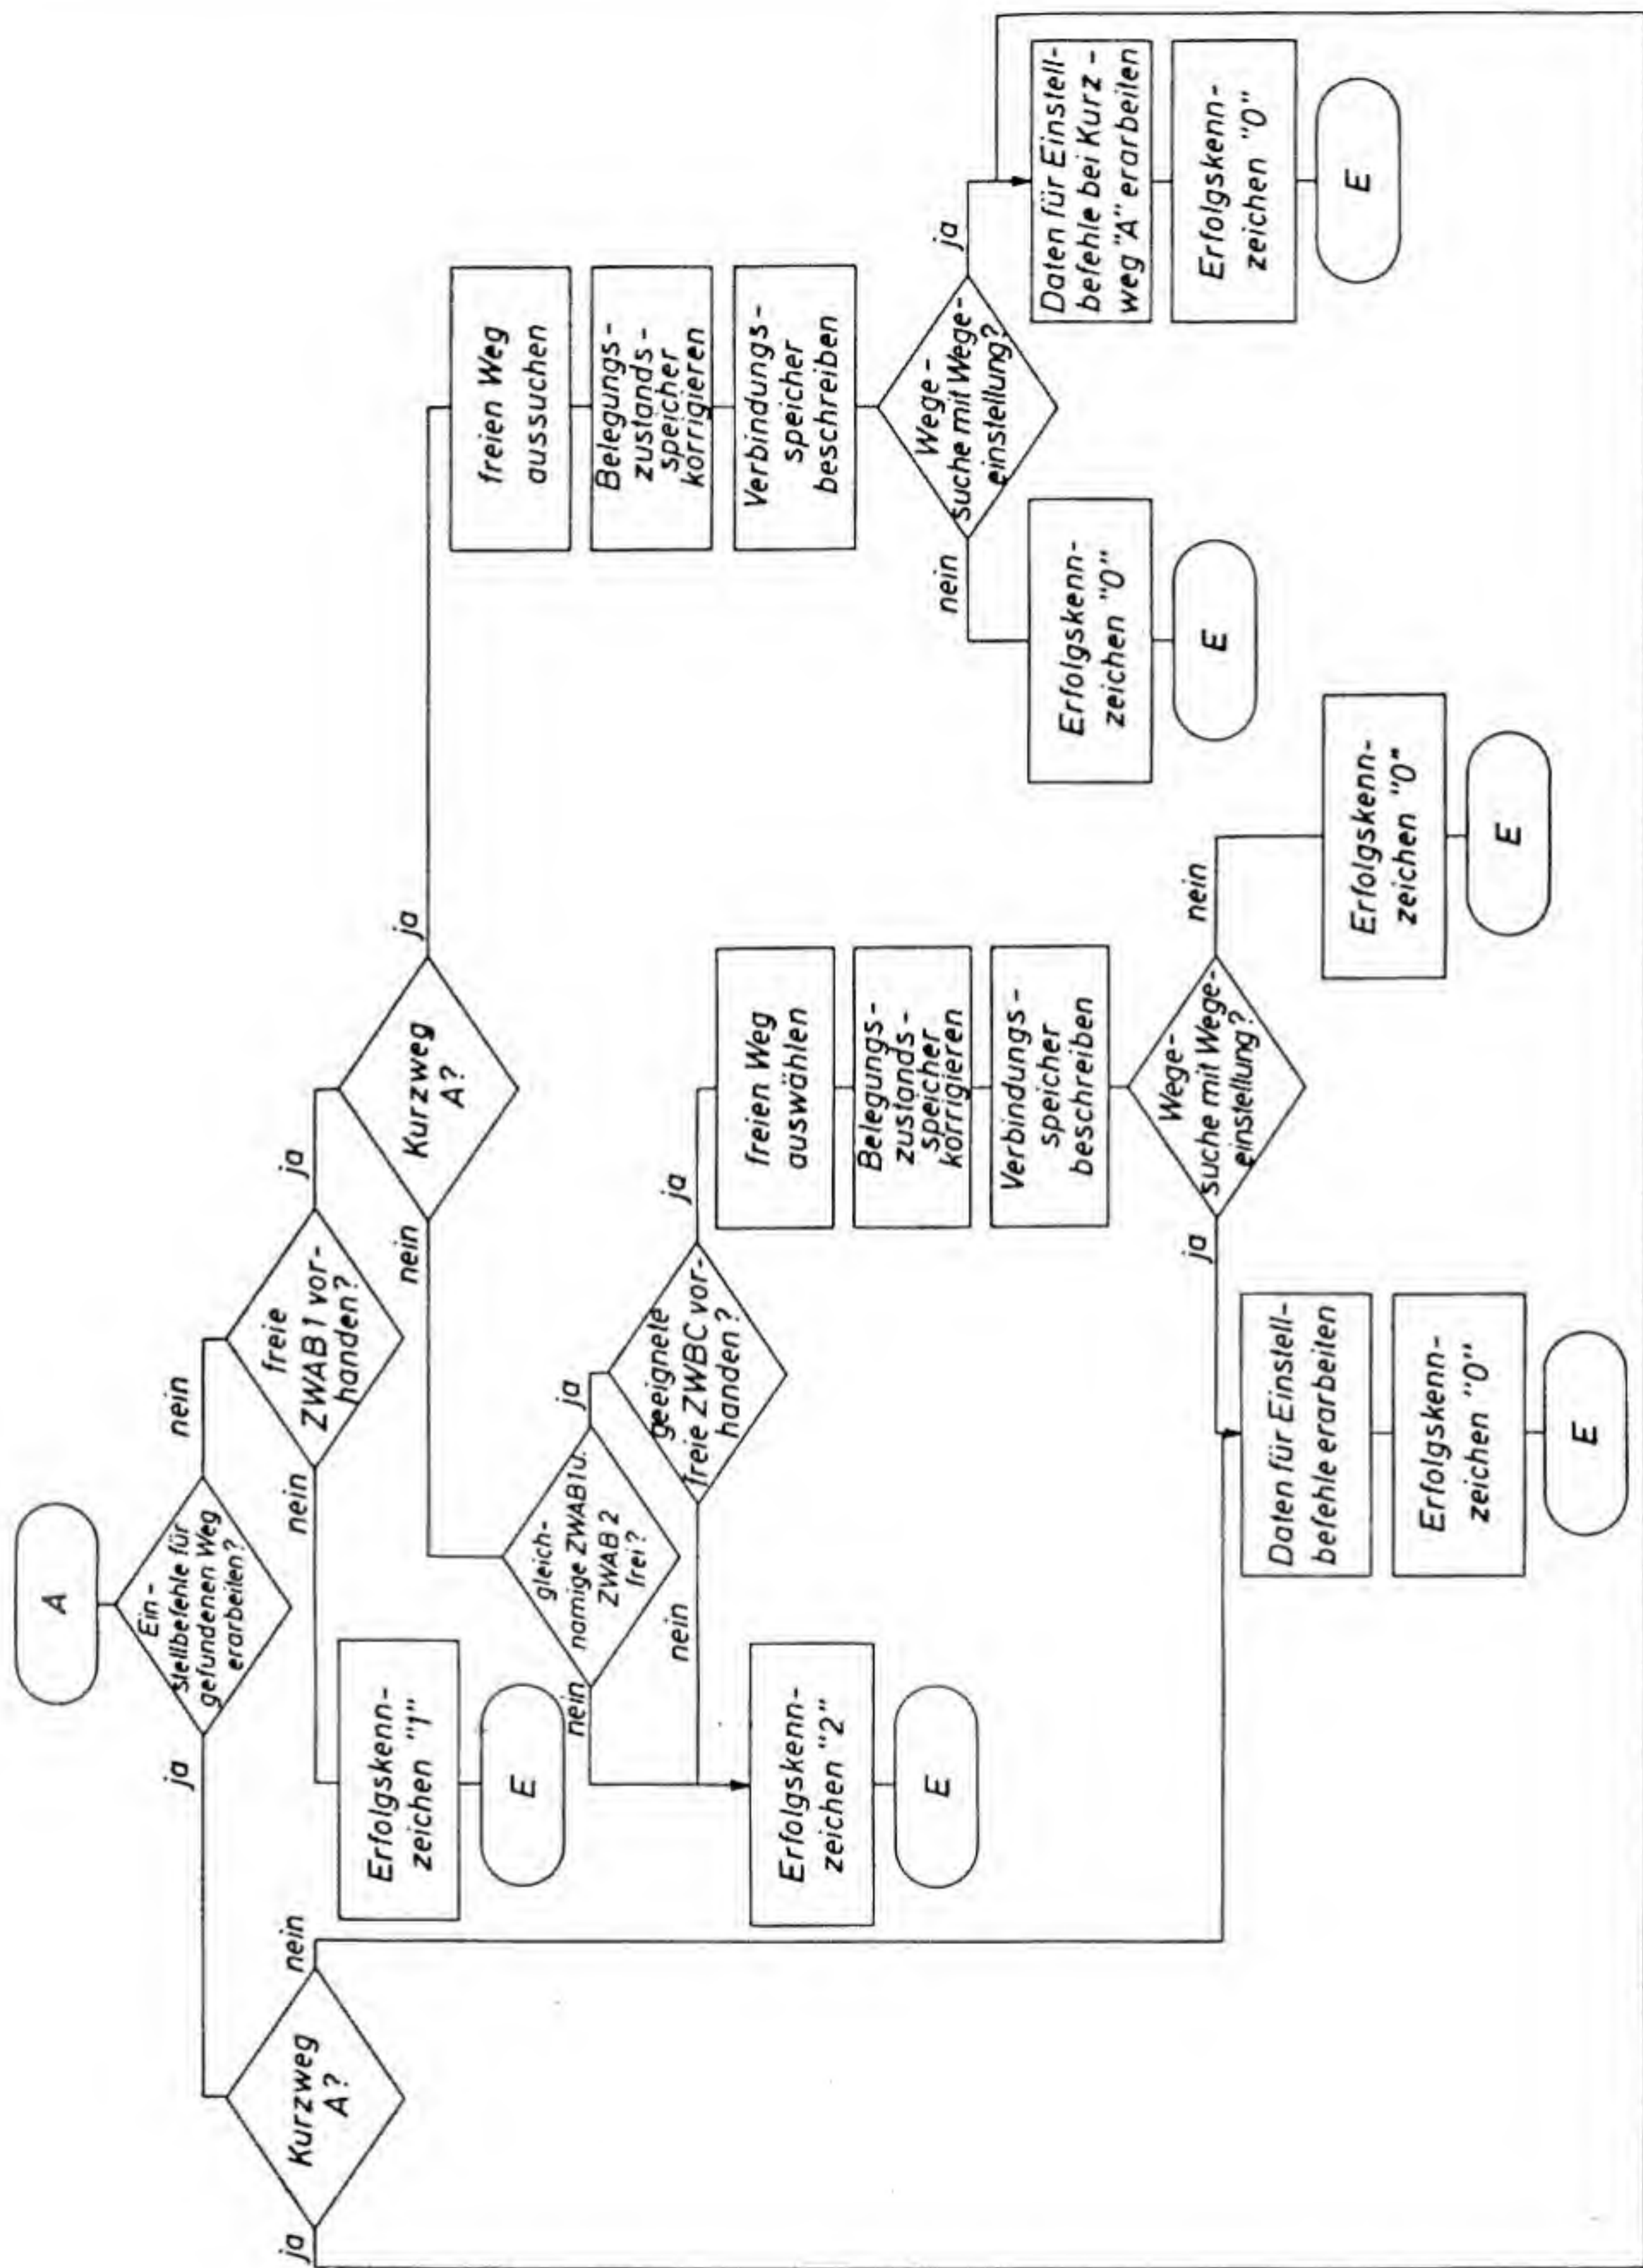 A
Ein-
stellbefehle für
gefundenen Weg
erarbeiten?
ja
nein
Kurzweg
A?
ja
nein
freie
ZWAB1 vor-
handen?
nein
ja
Erfolgskenn-
zeichen "1"
E
Kurzweg
A?
nein
ja
gleich-
namige ZWAB1u.
ZWAB 2
frei?
nein
ja
geeignete
freie ZWBC vor-
handen?
nein
ja
Erfolgskenn-
zeichen "2"
E
freien Weg
auswählen
Belegungs-
zustands-
speicher
korrigieren
Verbindungs-
speicher
beschreiben
Wege-
suche mit Wege-
einstellung?
ja
nein
Daten für Einstell-
befehle erarbeiten
Erfolgskenn-
zeichen "0"
E
Erfolgskenn-
zeichen "0"
E
freien Weg
aussuchen
Belegungs-
zustands-
speicher
korrigieren
Verbindungs-
speicher
beschreiben
Wege-
suche mit Wege-
einstellung?
nein
ja
Erfolgskenn-
zeichen "0"
E
Daten für Einstell-
befehle bei Kurz-
weg "A" erarbeiten
Erfolgskenn-
zeichen "0"
E